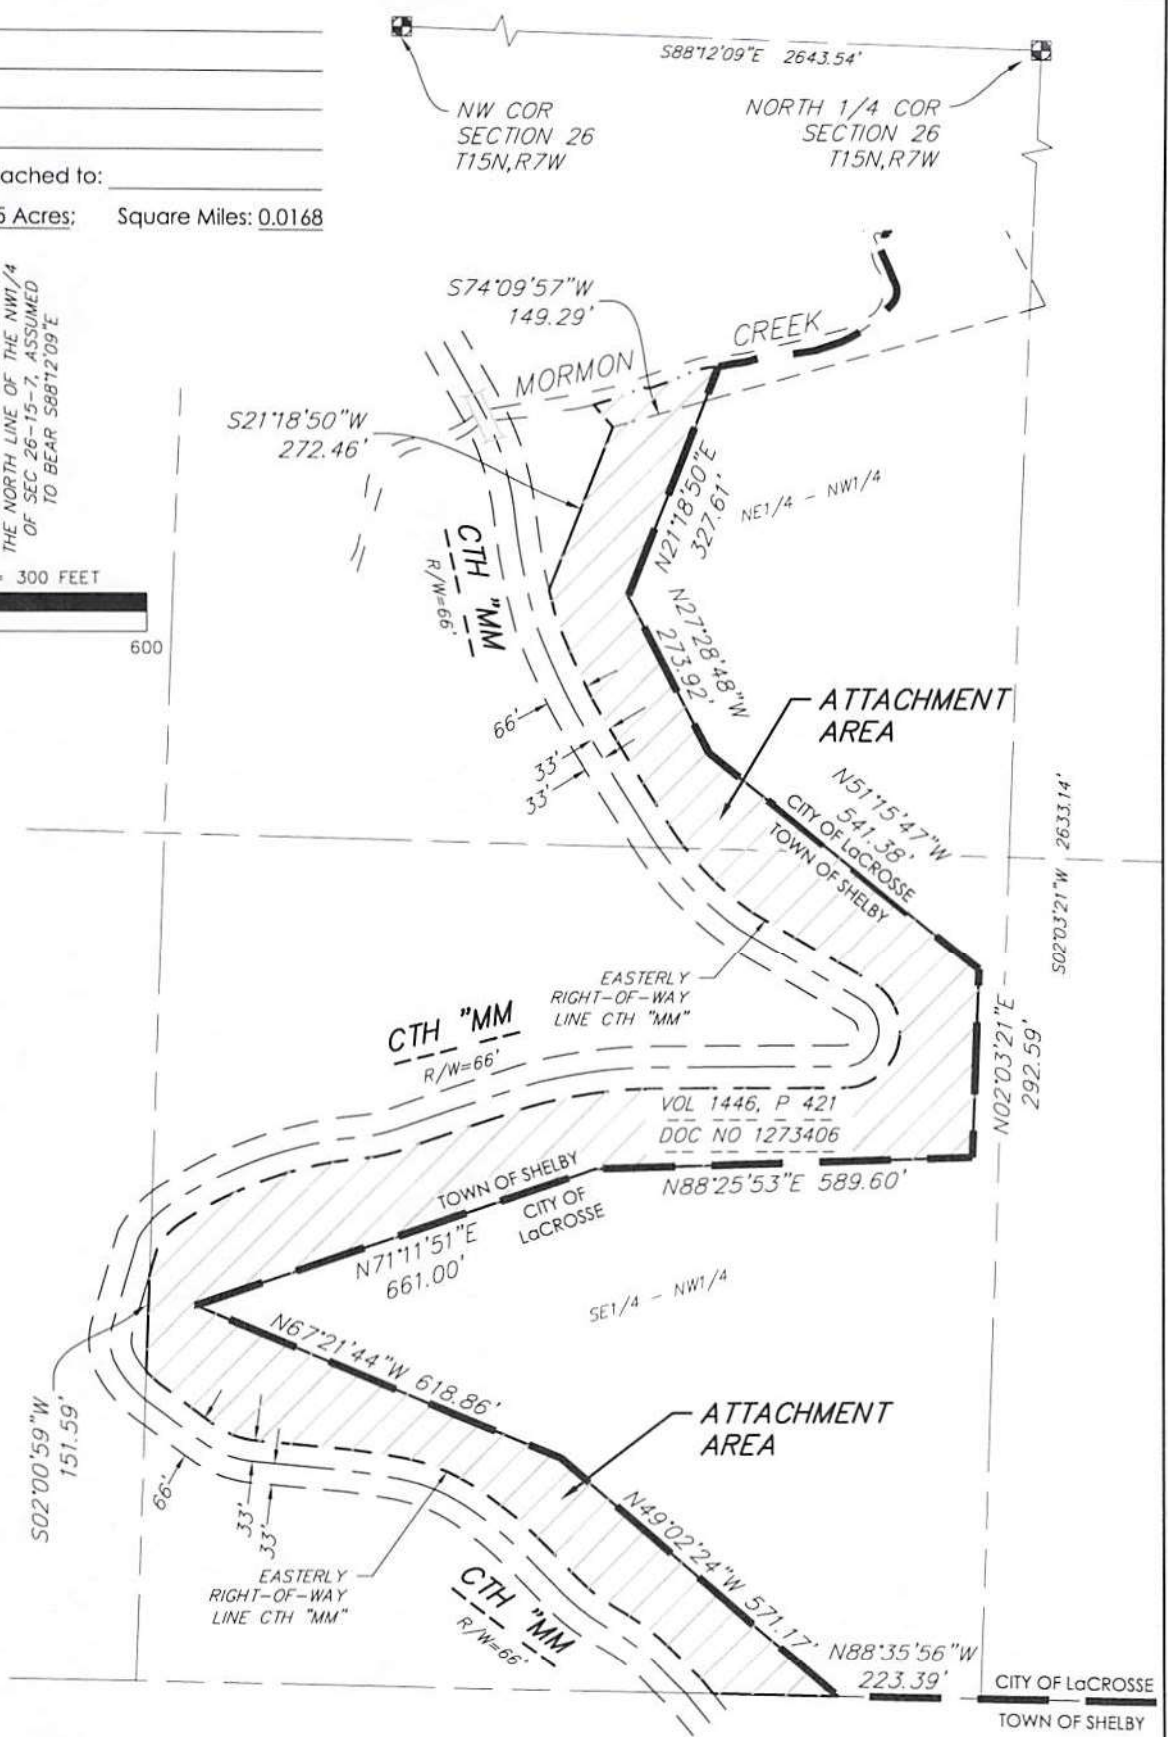 S88°12'09"E 2643.54'
NW COR
SECTION 26
T15N,R7W
NORTH 1/4 COR
SECTION 26
T15N,R7W
ached to:
5 Acres; Square Miles: 0.0168
THE NORTH LINE OF THE NW1/4
OF SEC 26-15-7, ASSUMED
TO BEAR S88°12'09"E
= 300 FEET
600
S74°09'57"W
149.29'
MORMON CREEK
S21°18'50"W
272.46'
N21°18'50"E
327.61'
NE1/4 - NW1/4
CTH "MM
R/W=66'
N27°28'48"W
273.92'
66'
33'
33'
ATTACHMENT
AREA
N51°15'47"W
541.38'
CITY OF LaCROSSE
TOWN OF SHELBY
S02°03'21"W 2633.14'
EASTERLY
RIGHT-OF-WAY
LINE CTH "MM"
CTH "MM
R/W=66'
N02°03'21"E
292.59'
VOL 1446, P 421
DOC NO 1273406
N88°25'53"E 589.60'
TOWN OF SHELBY
CITY OF
LaCROSSE
N71°11'51"E
661.00'
SE1/4 - NW1/4
N67°21'44"W 618.86'
S02°00'59"W
151.59'
ATTACHMENT
AREA
66'
33'
33'
EASTERLY
RIGHT-OF-WAY
LINE CTH "MM"
N49°02'24"W 571.17'
CTH "MM
R/W=66'
N88°35'56"W
223.39'
CITY OF LaCROSSE
TOWN OF SHELBY